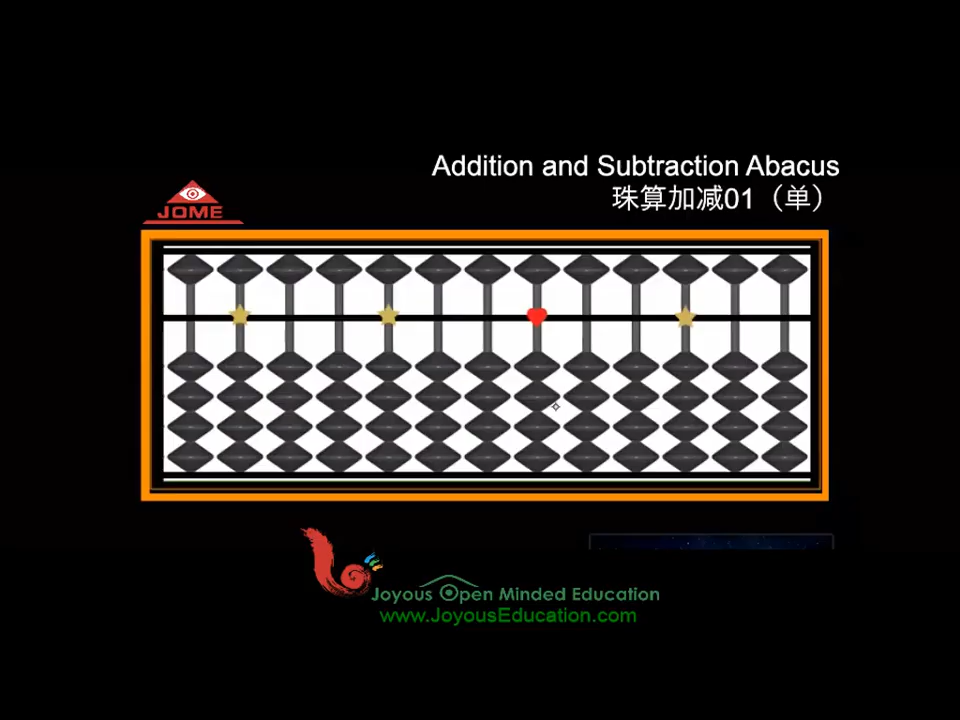 Addition and Subtraction Abacus
珠算加减01（单）
JOME
Joyous Open Minded Education
www.JoyousEducation.com